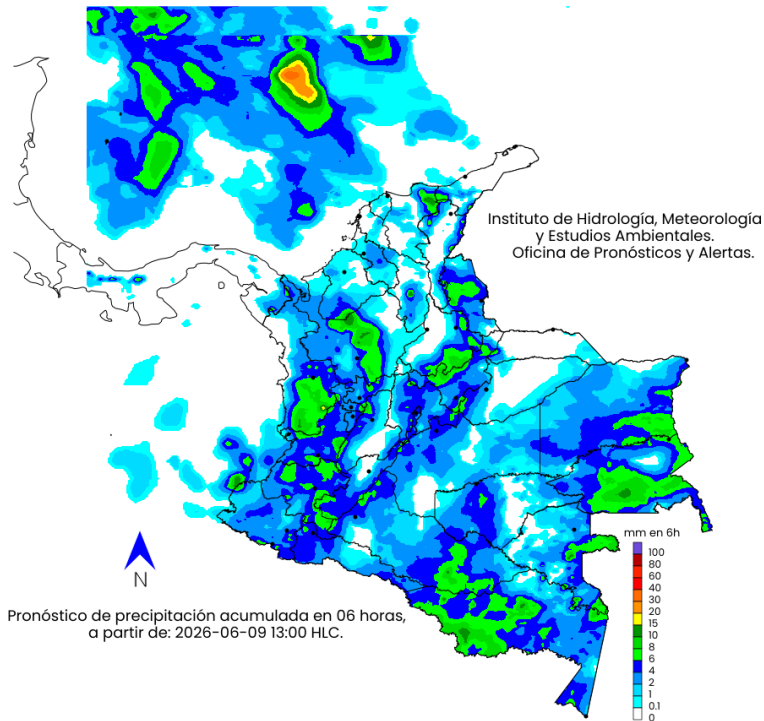 Instituto de Hidrología, Meteorología
y Estudios Ambientales.
Oficina de Pronósticos y Alertas.
mm en 6h
100
80
60
40
30
20
15
10
8
6
4
2
1
0.1
0
N
Pronóstico de precipitación acumulada en 06 horas,
a partir de: 2026-06-09 13:00 HLC.